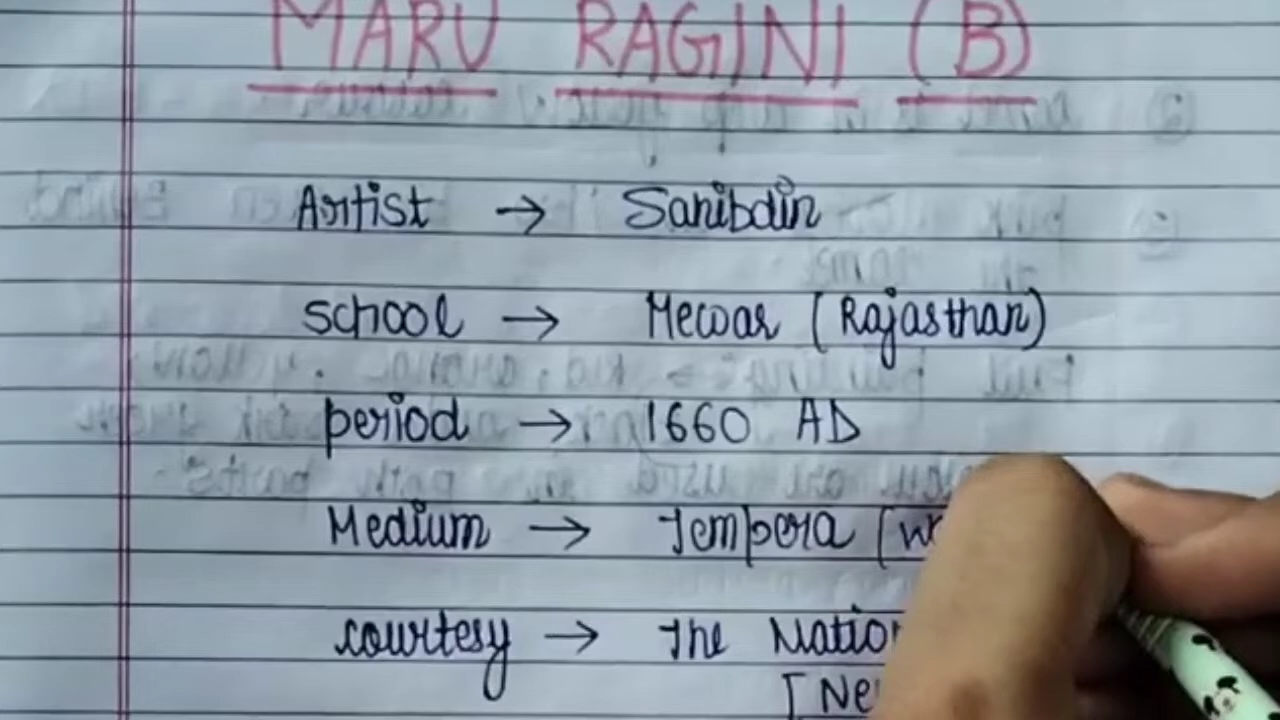 MARU RAGINI (B)
Artist → Sahibdin
School → Mewar (Rajasthan)
period → 1660 AD
Medium → Tempera
courtesy → The